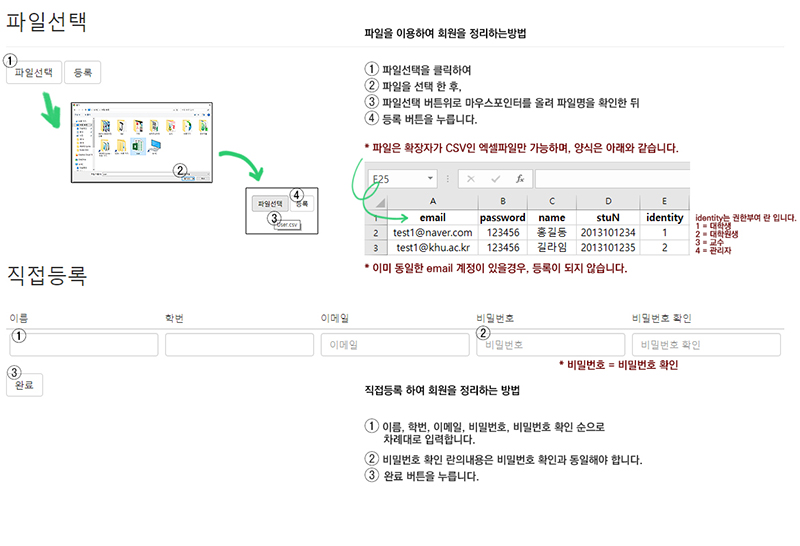 파일선택
파일을 이용하여 회원을 정리하는방법
①
파일선택
등록
① 파일선택을 클릭하여
② 파일을 선택 한 후,
③ 파일선택 버튼위로 마우스포인터를 올려 파일명을 확인한 뒤
④ 등록 버튼을 누릅니다.
②
* 파일은 확장자가 CSV인 엑셀파일만 가능하며, 양식은 아래와 같습니다.
④
파일선택
등록
③
user.csv
E25
fx
A B C D E
1 email password name stuN identity
2 test1@naver.com 123456 홍길동 2013101234 1
3 test1@khu.ac.kr 123456 길라임 2013101235 2
identity는 권한부여 란 입니다.
1 = 대학생
2 = 대학원생
3 = 교수
4 = 관리자
* 이미 동일한 email 계정이 있을경우, 등록이 되지 않습니다.
직접등록
이름 학번 이메일 비밀번호 비밀번호 확인
① 이메일 ② 비밀번호 비밀번호 확인
* 비밀번호 = 비밀번호 확인
③
완료
직접등록 하여 회원을 정리하는 방법
① 이름, 학번, 이메일, 비밀번호, 비밀번호 확인 순으로
차례대로 입력합니다.
② 비밀번호 확인 란의내용은 비밀번호 확인과 동일해야 합니다.
③ 완료 버튼을 누릅니다.